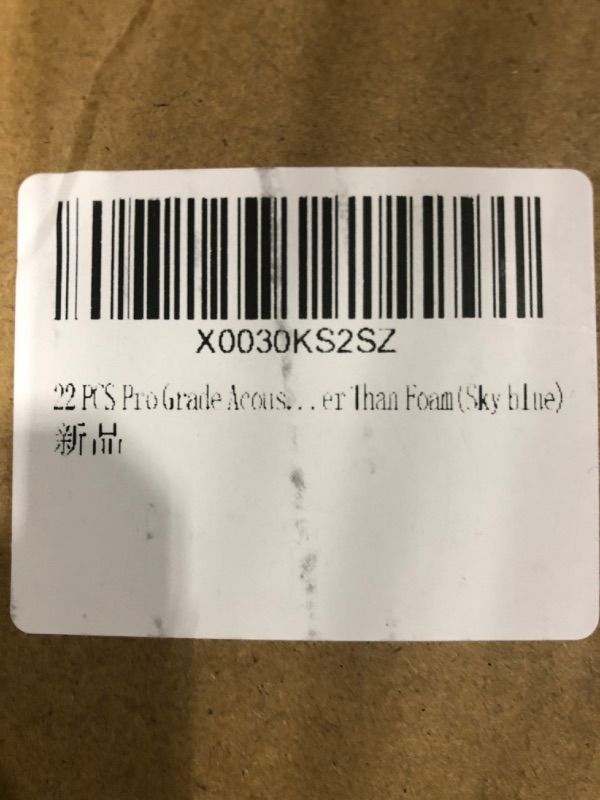 X0030KS2SZ
22 PCS Pro Grade Acous...er Than Foam(Sky blue)
新品